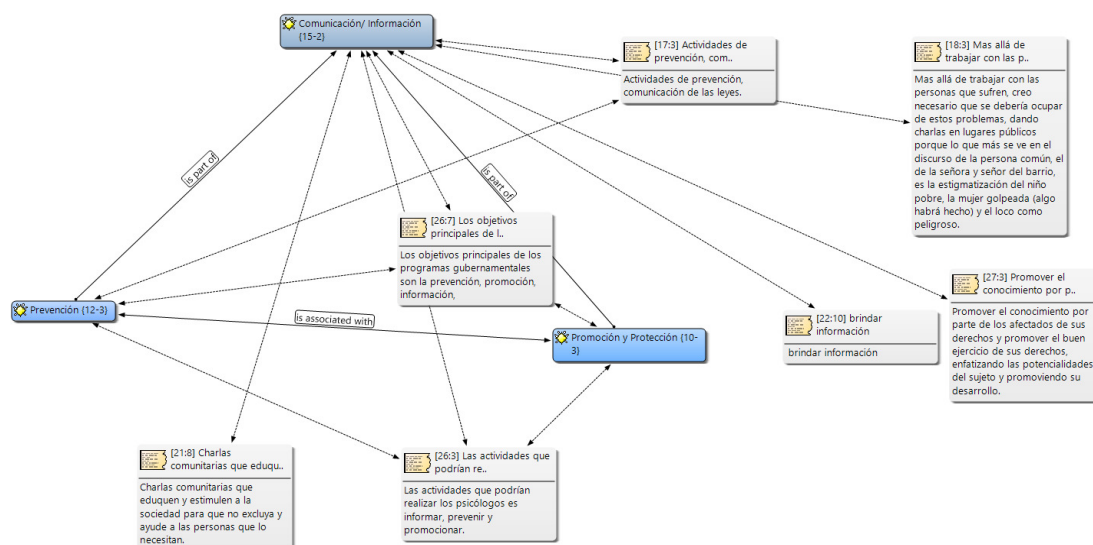 Comunicación/ Información
{15-2}
[17:3] Actividades de
prevención, com..
Actividades de prevención,
comunicación de las leyes.
[18:3] Mas allá de
trabajar con las p..
Mas allá de trabajar con las
personas que sufren, creo
necesario que se debería ocupar
de estos problemas, dando
charlas en lugares públicos
porque lo que más se ve en el
discurso de la persona común, el
de la señora y señor del barrio,
es la estigmatización del niño
pobre, la mujer golpeada (algo
habrá hecho) y el loco como
peligroso.
is part of
is part of
[26:7] Los objetivos
principales de l..
Los objetivos principales de los
programas gubernamentales
son la prevención, promoción,
información,
[27:3] Promover el
conocimiento por p..
Promover el conocimiento por
parte de los afectados de sus
derechos y promover el buen
ejercicio de sus derechos,
enfatizando las potencialidades
del sujeto y promoviendo su
desarrollo.
Prevención {12-3}
is associated with
Promoción y Protección {10-
3}
[22:10] brindar
información
brindar información
[21:8] Charlas
comunitarias que eduqu..
Charlas comunitarias que
eduquen y estimulen a la
sociedad para que no excluya y
ayude a las personas que lo
necesitan.
[26:3] Las actividades que
podrían re..
Las actividades que podrían
realizar los psicólogos es
informar, prevenir y
promocionar.